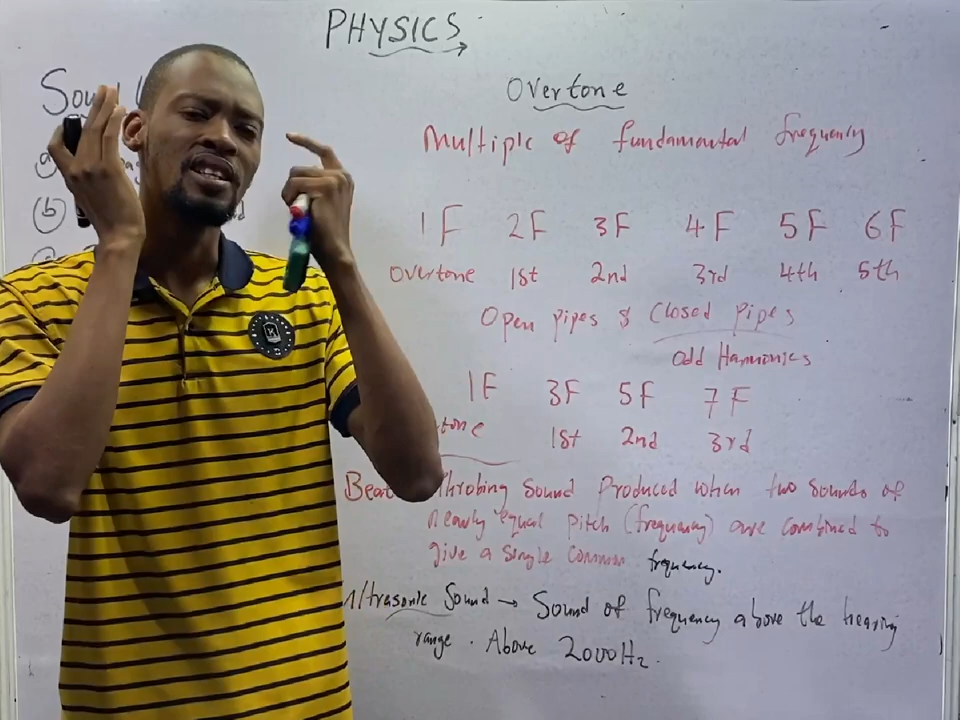 PHYSICS
Overtone
Multiple of fundamental frequency
1F 2F 3F 4F 5F 6F
Overtone 1st 2nd 3rd 4th 5th
Open pipes & Closed pipes
odd Harmonics
1F 3F 5F 7F
tone 1st 2nd 3rd
Beat Throbing Sound Produced when two sounds of
nearly equal pitch (frequency) are combined to
give a single common frequency.
ltrasonic Sound → Sound of frequency above the hearing
range. Above 2000Hz.
Sou
(b)
K